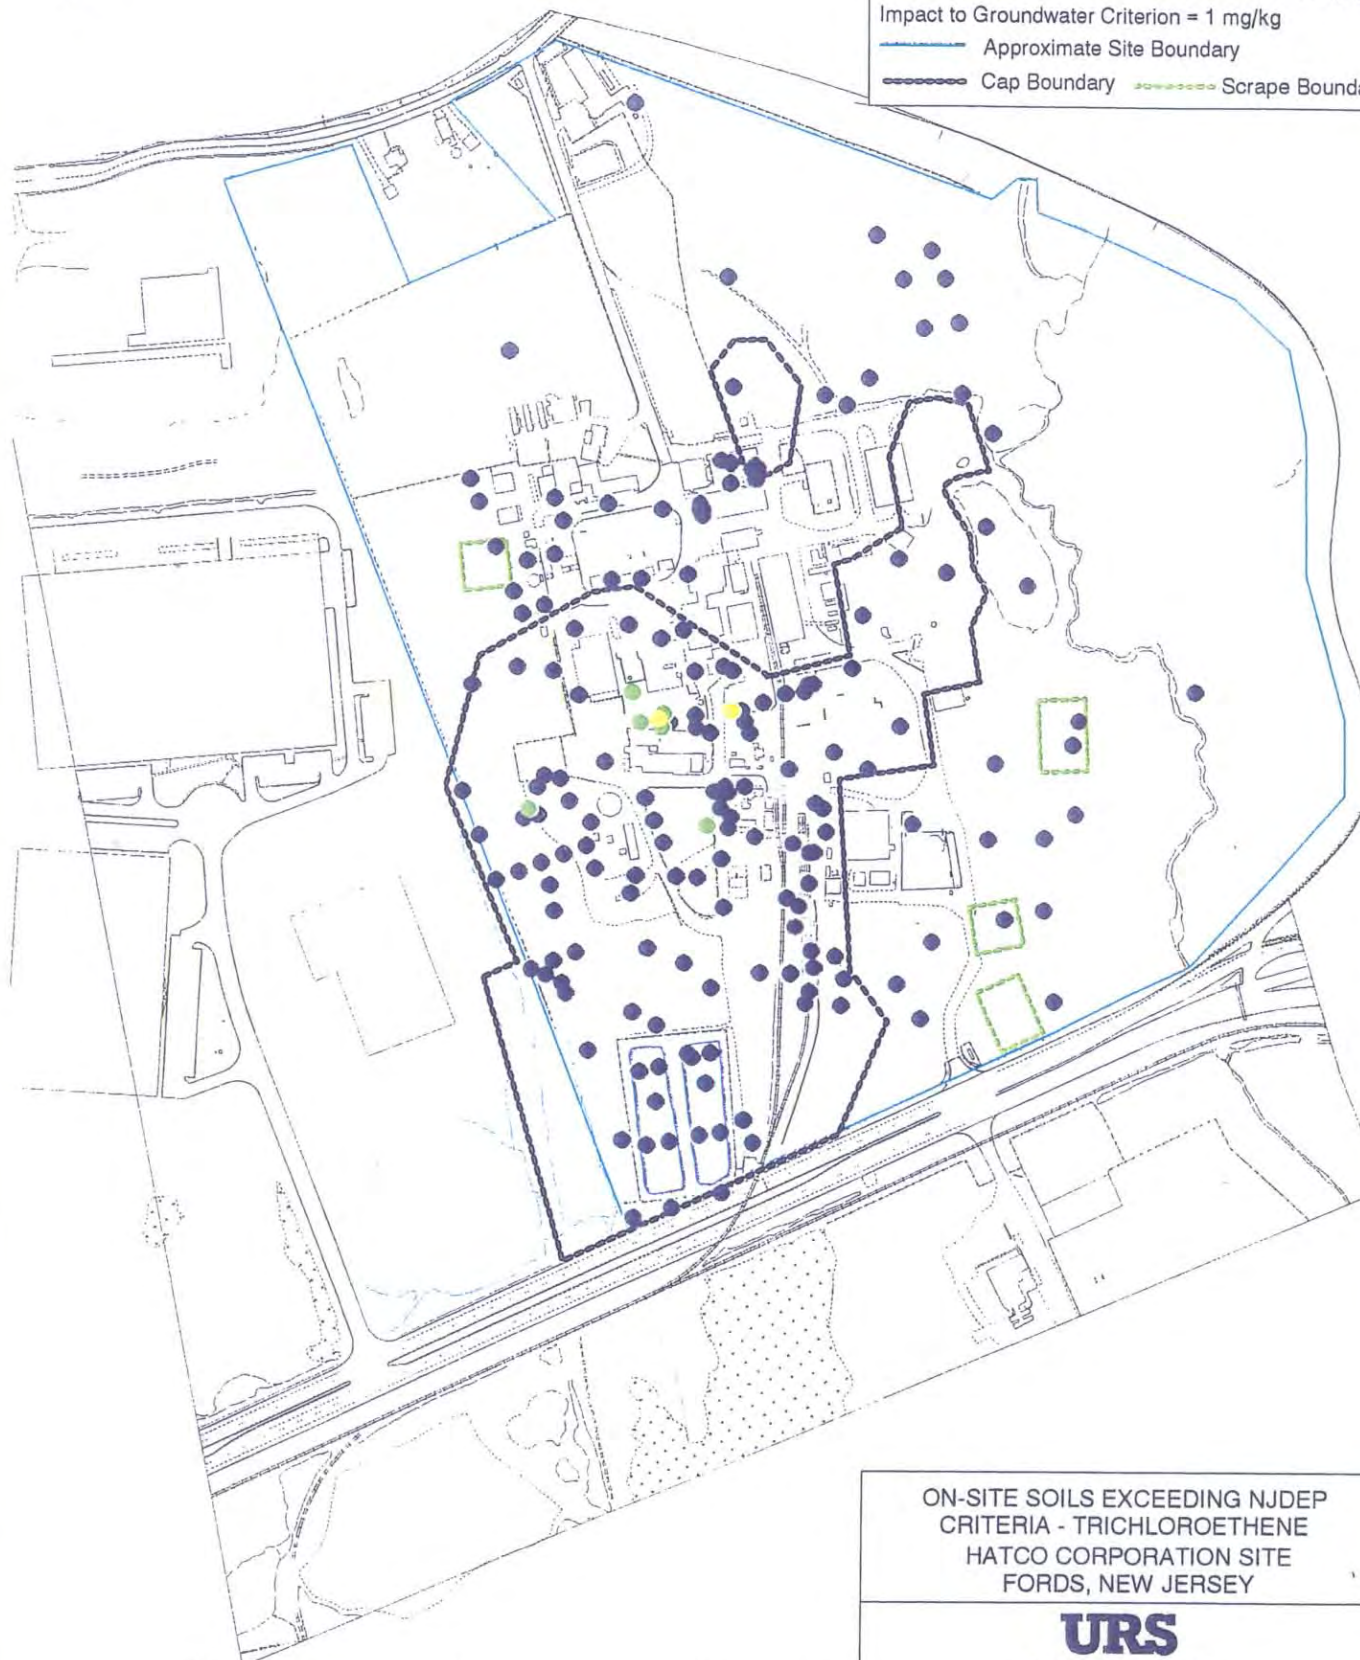 Impact to Groundwater Criterion = 1 mg/kg
Approximate Site Boundary
Cap Boundary Scrape
ON-SITE SOILS EXCEEDING NJDEP
CRITERIA - TRICHLOROETHENE
HATCO CORPORATION SITE
FORDS, NEW JERSEY
URS